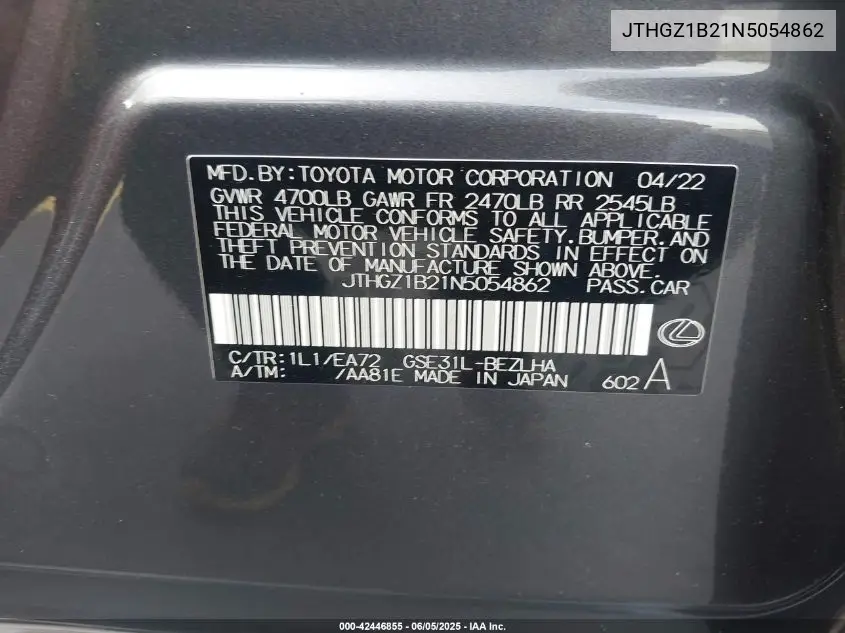 JTHGZ1B21N5054862
MFD.BY:TOYOTA MOTOR CORPORATION 04/22
GVWR 4700LB GAWR FR 2470LB RR 2545LB
THIS VEHICLE CONFORMS TO ALL APPLICABLE
FEDERAL MOTOR VEHICLE SAFETY.BUMPER.AND
THEFT PREVENTION STANDARDS IN EFFECT ON
THE DATE OF MANUFACTURE SHOWN ABOVE.
JTHGZ1B21N5054862 PASS.CAR
C/TR:1L1/EA72 GSE31L-BEZLHA
A/TM: /AA81E MADE IN JAPAN 602 A
000-42446855 - 06/05/2025 - IAA Inc.